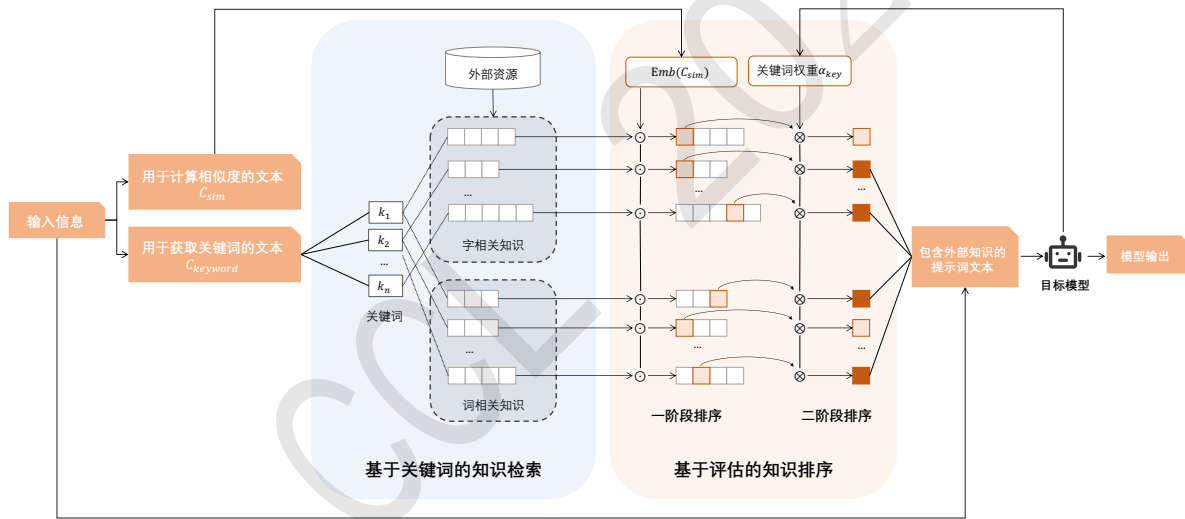 输入信息
用于计算相似度的文本
C_sim
用于获取关键词的文本
C_keyword
k_1
k_2
...
k_n
关键词
外部资源
...
字相关知识
...
词相关知识
基于关键词的知识检索
Emb(C_sim)
关键词权重α_key
...
...
...
...
一阶段排序
二阶段排序
基于评估的知识排序
包含外部知识的
提示词文本
目标模型
模型输出